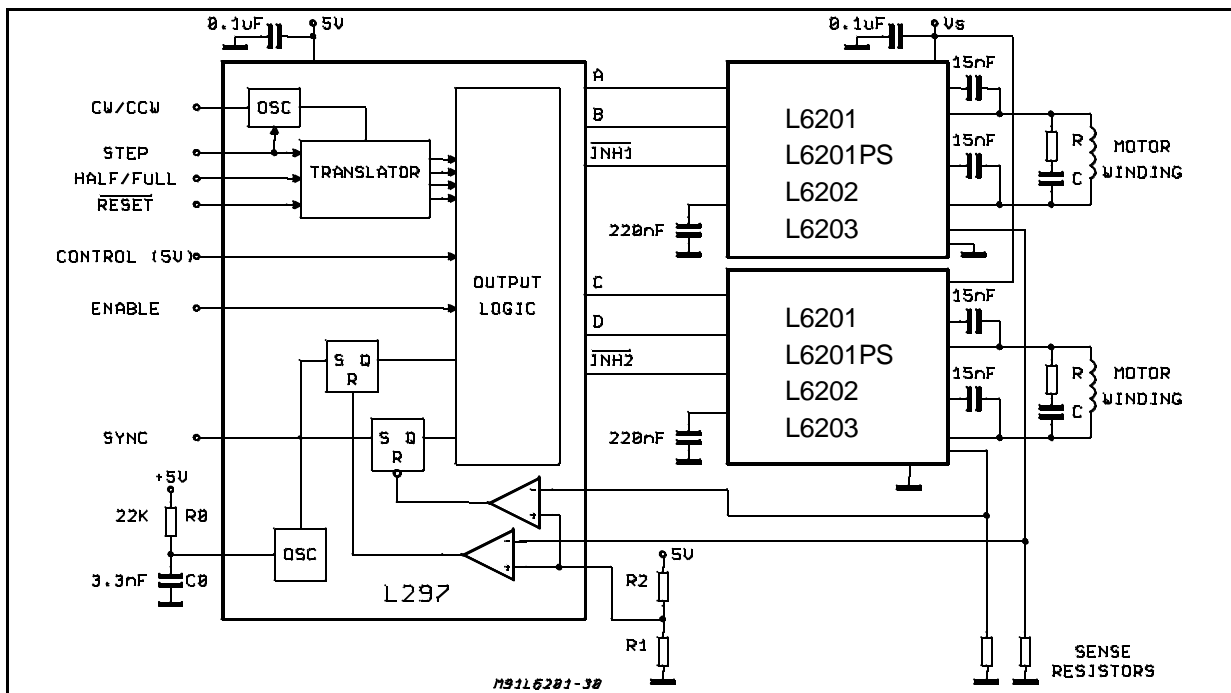 0.1uF
5V
0.1uF
Vs
15nF
A
CW/CCW
OSC
B
L6201
STEP
INH1
L6201PS
15nF
R
MOTOR
HALF/FULL
TRANSLATOR
C
WINDING
RESET
L6202
220nF
L6203
CONTROL (5V)
OUTPUT
LOGIC
C
ENABLE
15nF
D
L6201
S Q
R
INH2
L6201PS
15nF
R
MOTOR
C
WINDING
L6202
SYNC
S Q
R
220nF
L6203
+5V
-
22K
R0
+
-
OSC
5V
3.3nF
C0
+
R2
L297
R1
SENSE
RESISTORS
M91L6201-30